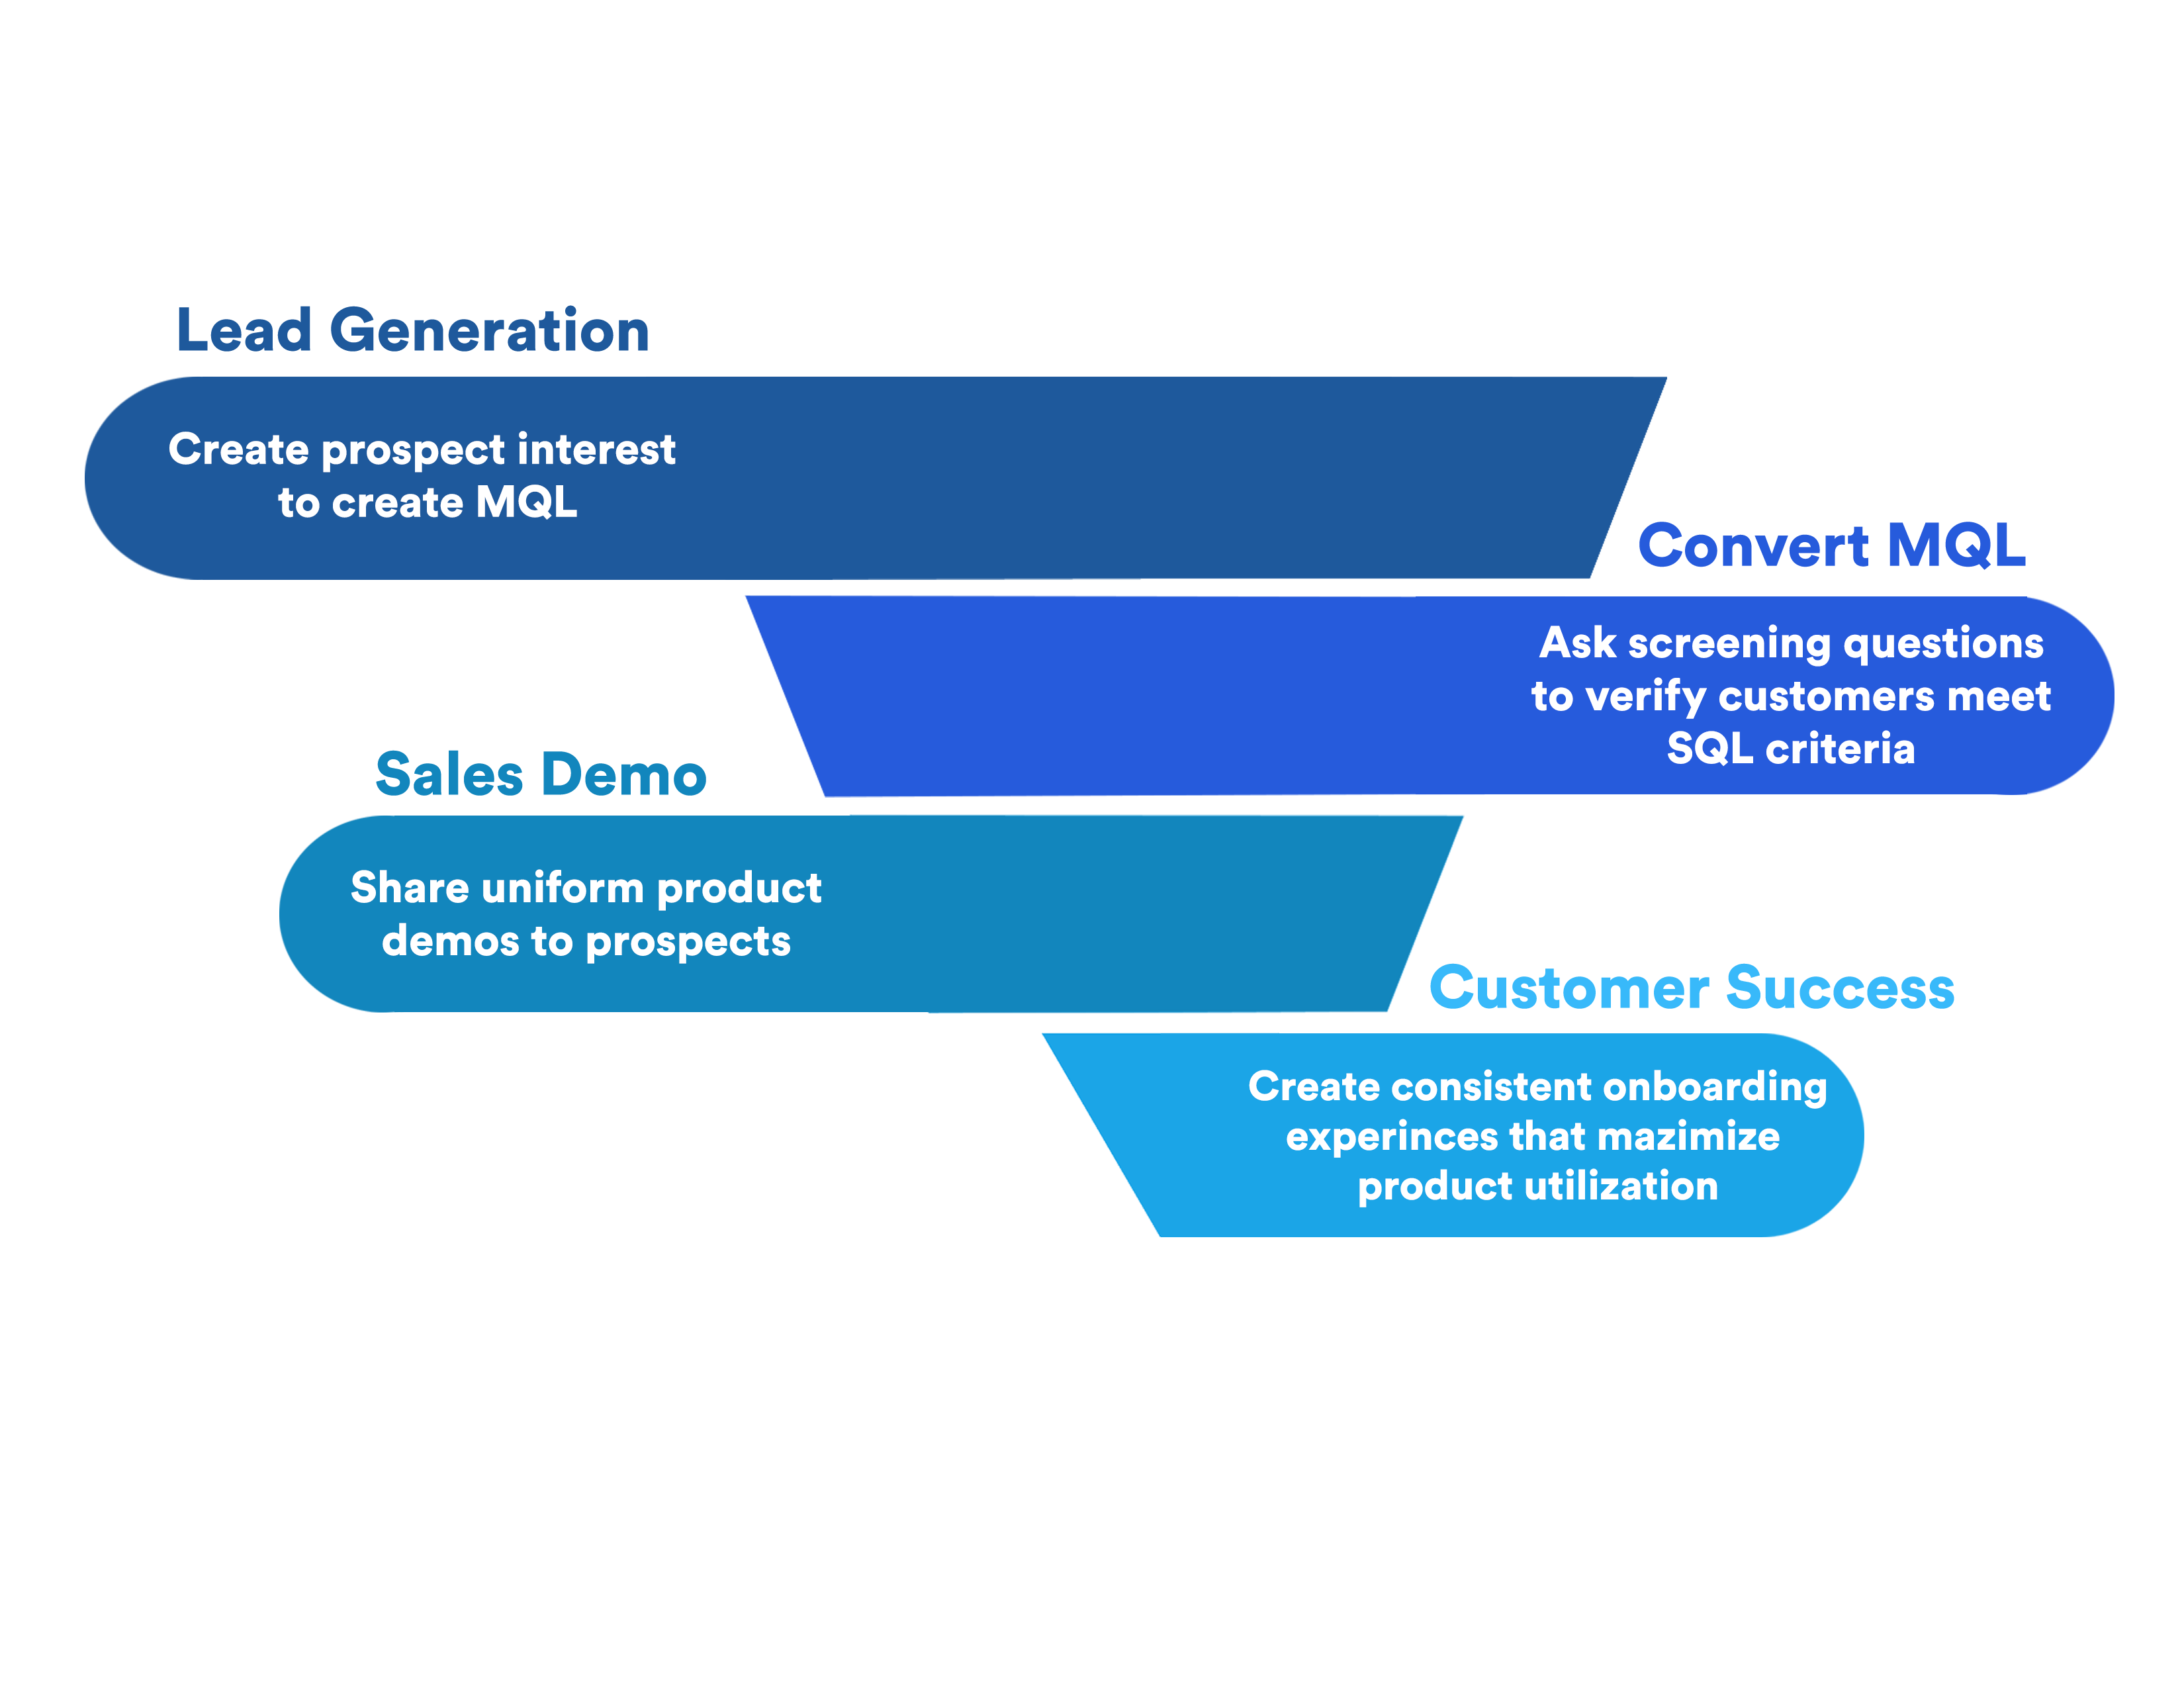 Lead Generation
Create prospect interest
to create MQL
Convert MQL
Ask screening questions
to verify customers meet
SQL criteria
Sales Demo
Share uniform product
demos to prospects
Customer Success
Create consistent onboarding
experinces that mazimize
product utilization